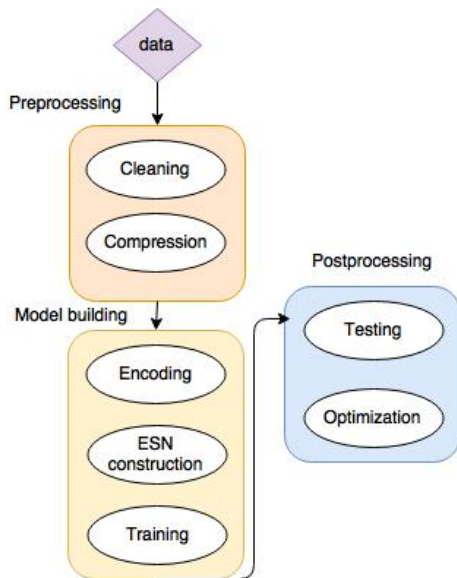 data
Preprocessing
Cleaning
Compression
Model building
Encoding
ESN
construction
Training
Postprocessing
Testing
Optimization